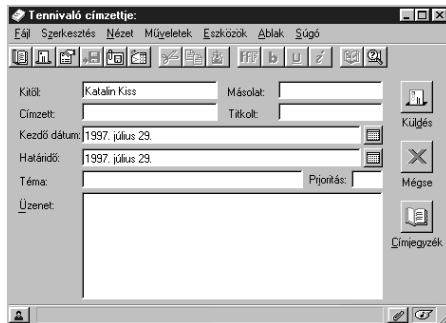 Tennivaló címzettje:
Fájl Szerkesztés Nézet Műveletek Eszközök Ablak Súgó
fff b u i
Kitől: Katalin Kiss Másolat:
Címzett: Titkolt:
Küldés
Kezdő dátum: 1997. július 29.
Határidő: 1997. július 29.
Téma: Prioritás:
Mégse
Üzenet:
Címjegyzék